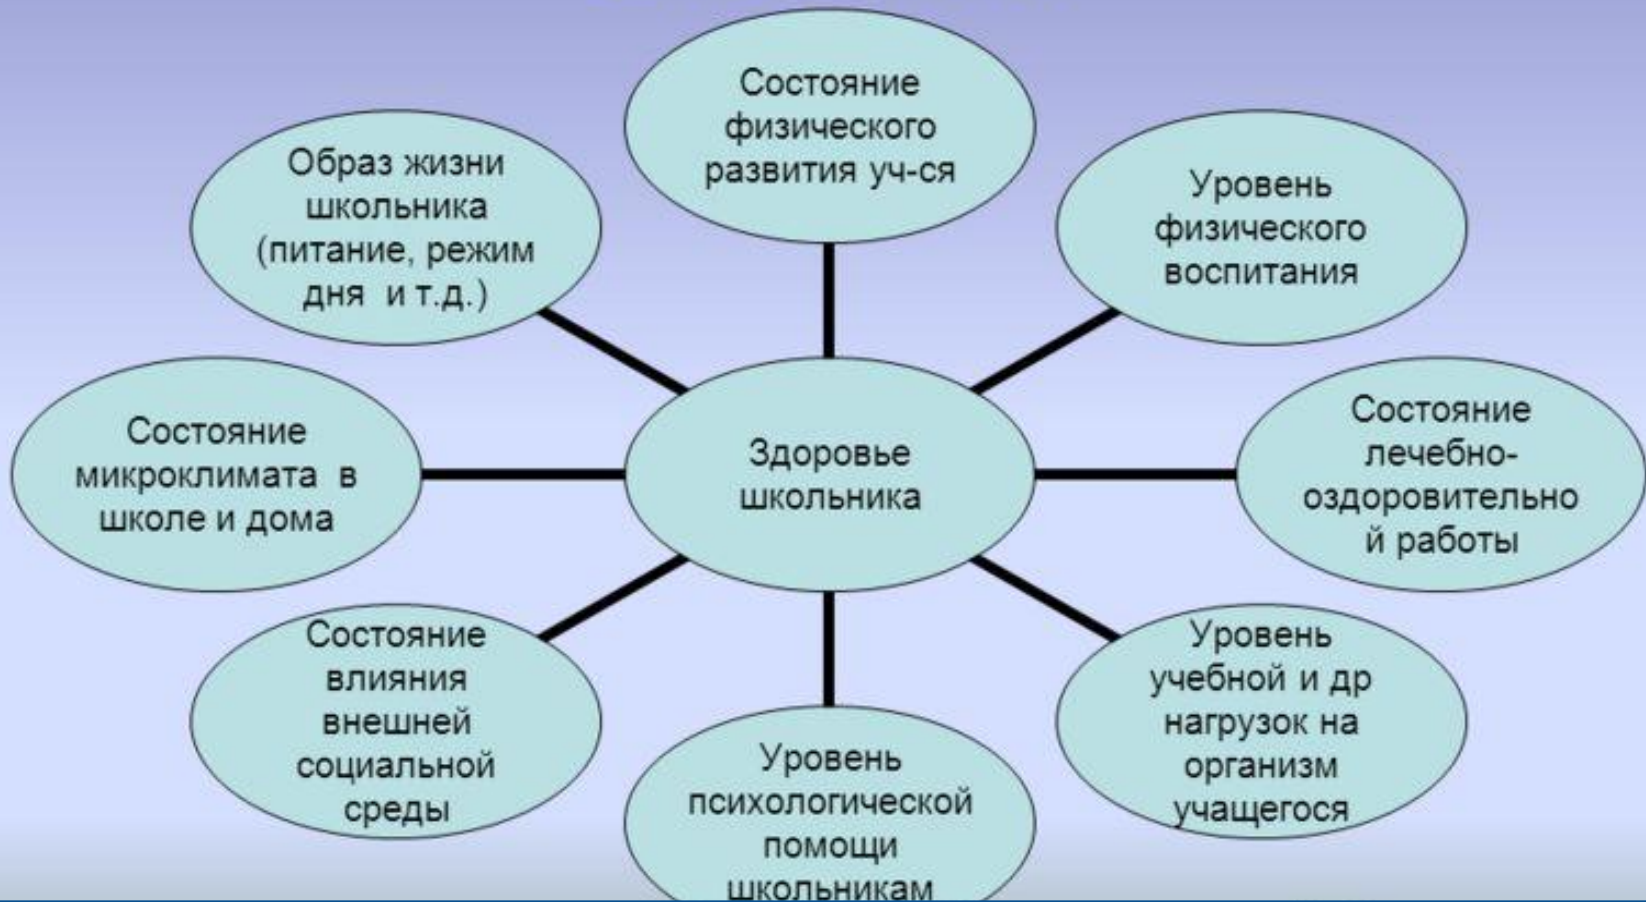 Состояние
физического
развития уч-ся
Образ жизни
школьника
(питание, режим
дня и т.д.)
Уровень
физического
воспитания
Состояние
микроклимата в
школе и дома
Здоровье
школьника
Состояние
лечебно-
оздоровительно
й работы
Состояние
влияния
внешней
социальной
среды
Уровень
психологической
помощи
школьникам
Уровень
учебной и др
нагрузок на
организм
учащегося